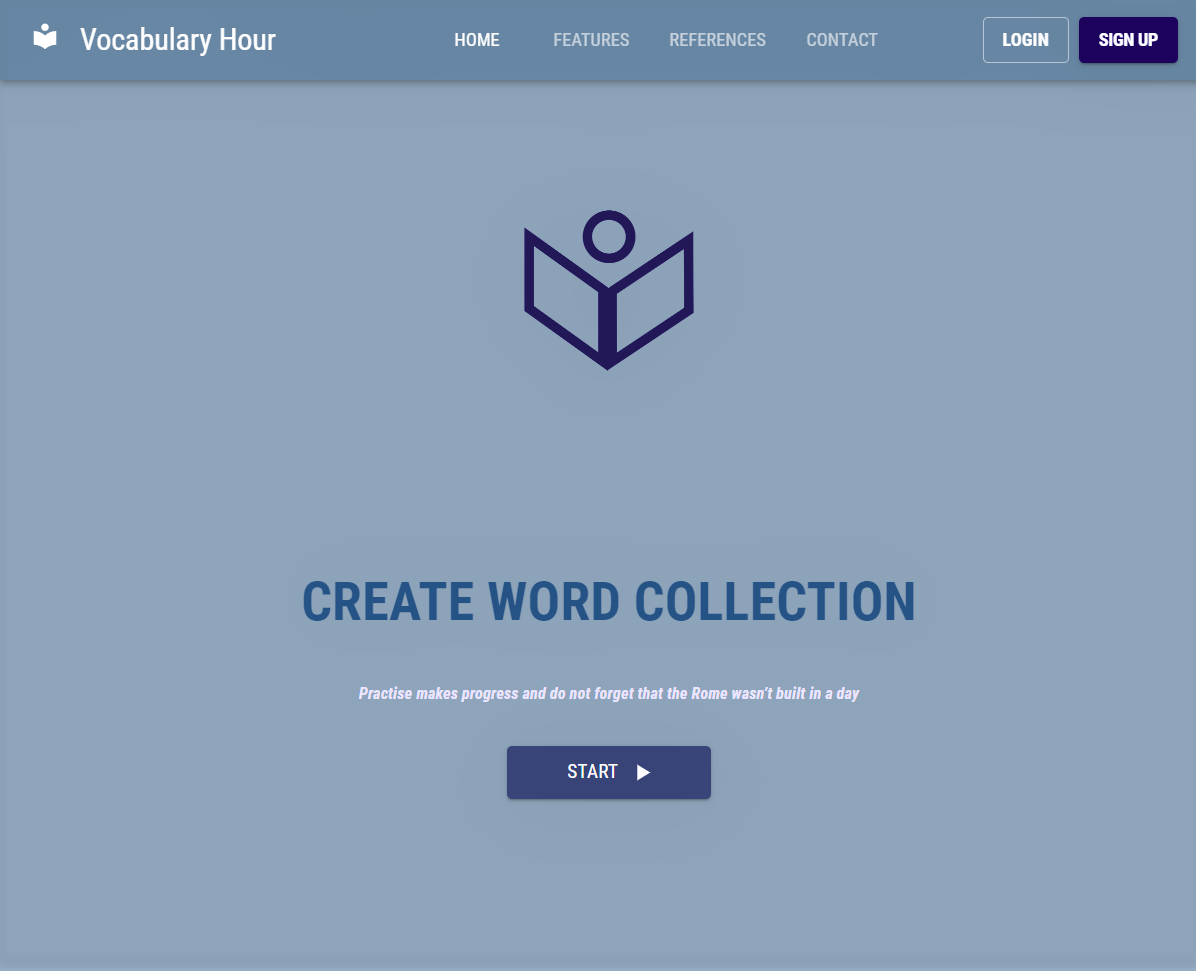 Vocabulary Hour
HOME
FEATURES
REFERENCES
CONTACT
LOGIN
SIGN UP
CREATE WORD COLLECTION
Practise makes progress and do not forget that the Rome wasn't built in a day
START